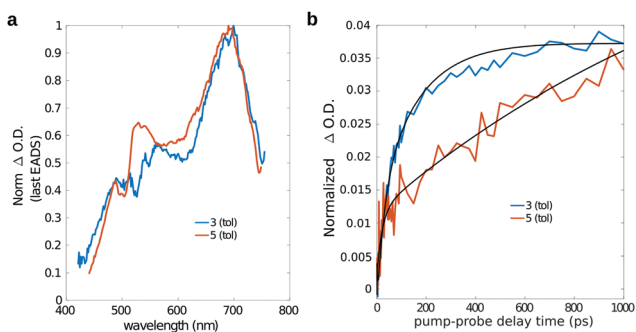 a
1
0.9
0.8
0.7
0.6
0.5
0.4
0.3
0.2
0.1
0
Norm △ O.D.
(last EADS)
3 (tol)
5 (tol)
400 500 600 700 800
wavelength (nm)
b
0.04
0.035
0.03
0.025
0.02
0.015
0.01
0.005
0
Normalized △ O.D.
3 (tol)
5 (tol)
0 200 400 600 800 1000
pump-probe delay time (ps)